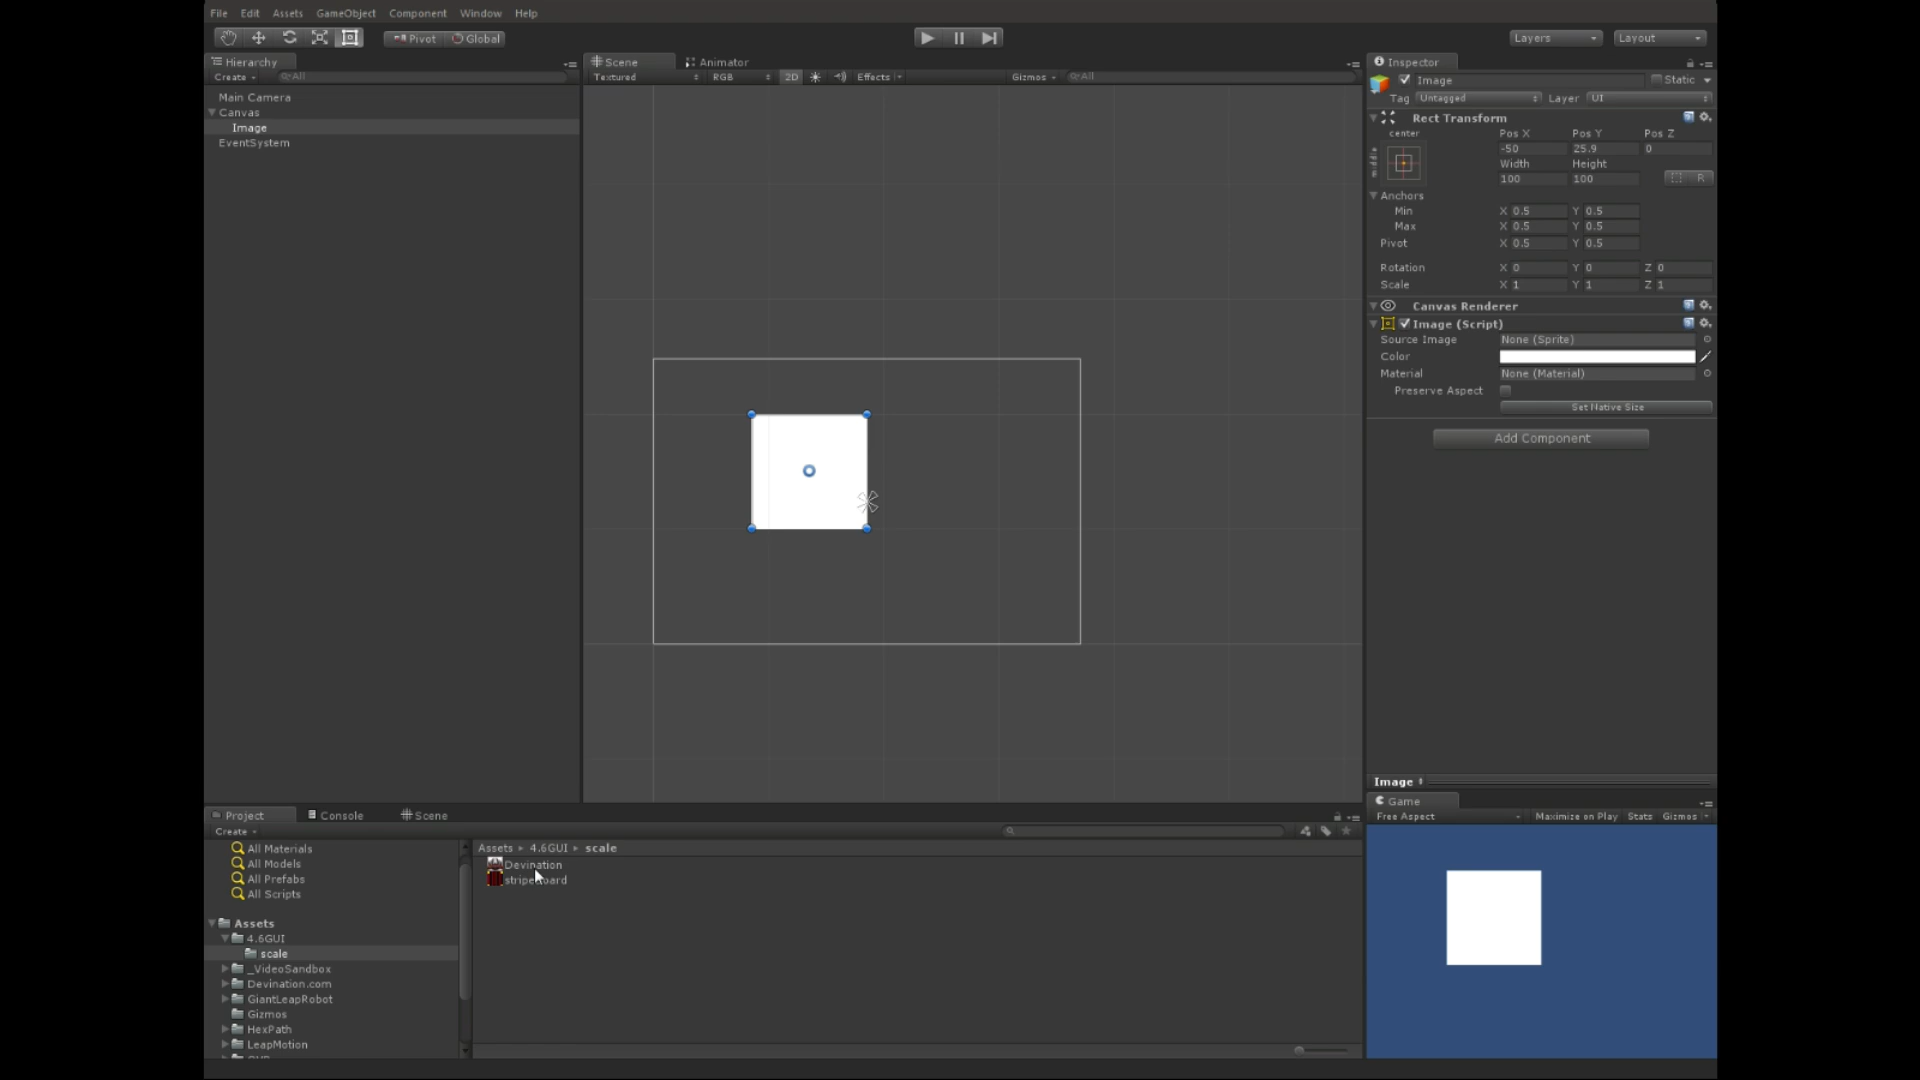 File Edit Assets GameObject Component Window Help
Pivot Global Layers Layout
Hierarchy
Create All
Main Camera
Canvas
Image
EventSystem
Scene Animator
Textured RGB 2D Effects Gizmos All
Inspector
Image Static
Tag Untagged Layer UI
Rect Transform
center Pos X Pos Y Pos Z
middle -50 25.9 0
Width Height
100 100 R
Anchors
Min X 0.5 Y 0.5
Max X 0.5 Y 0.5
Pivot X 0.5 Y 0.5
Rotation X 0 Y 0 Z 0
Scale X 1 Y 1 Z 1
Canvas Renderer
Image (Script)
Source Image None (Sprite)
Color
Material None (Material)
Preserve Aspect
Set Native Size
Add Component
Image
Game
Free Aspect Maximize on Play Stats Gizmos
Project Console Scene
Create
All Materials
All Models
All Prefabs
All Scripts
Assets
4.6GUI
scale
_VideoSandbox
Devination.com
GiantLeapRobot
Gizmos
HexPath
LeapMotion
Assets 4.6GUI scale
Devination